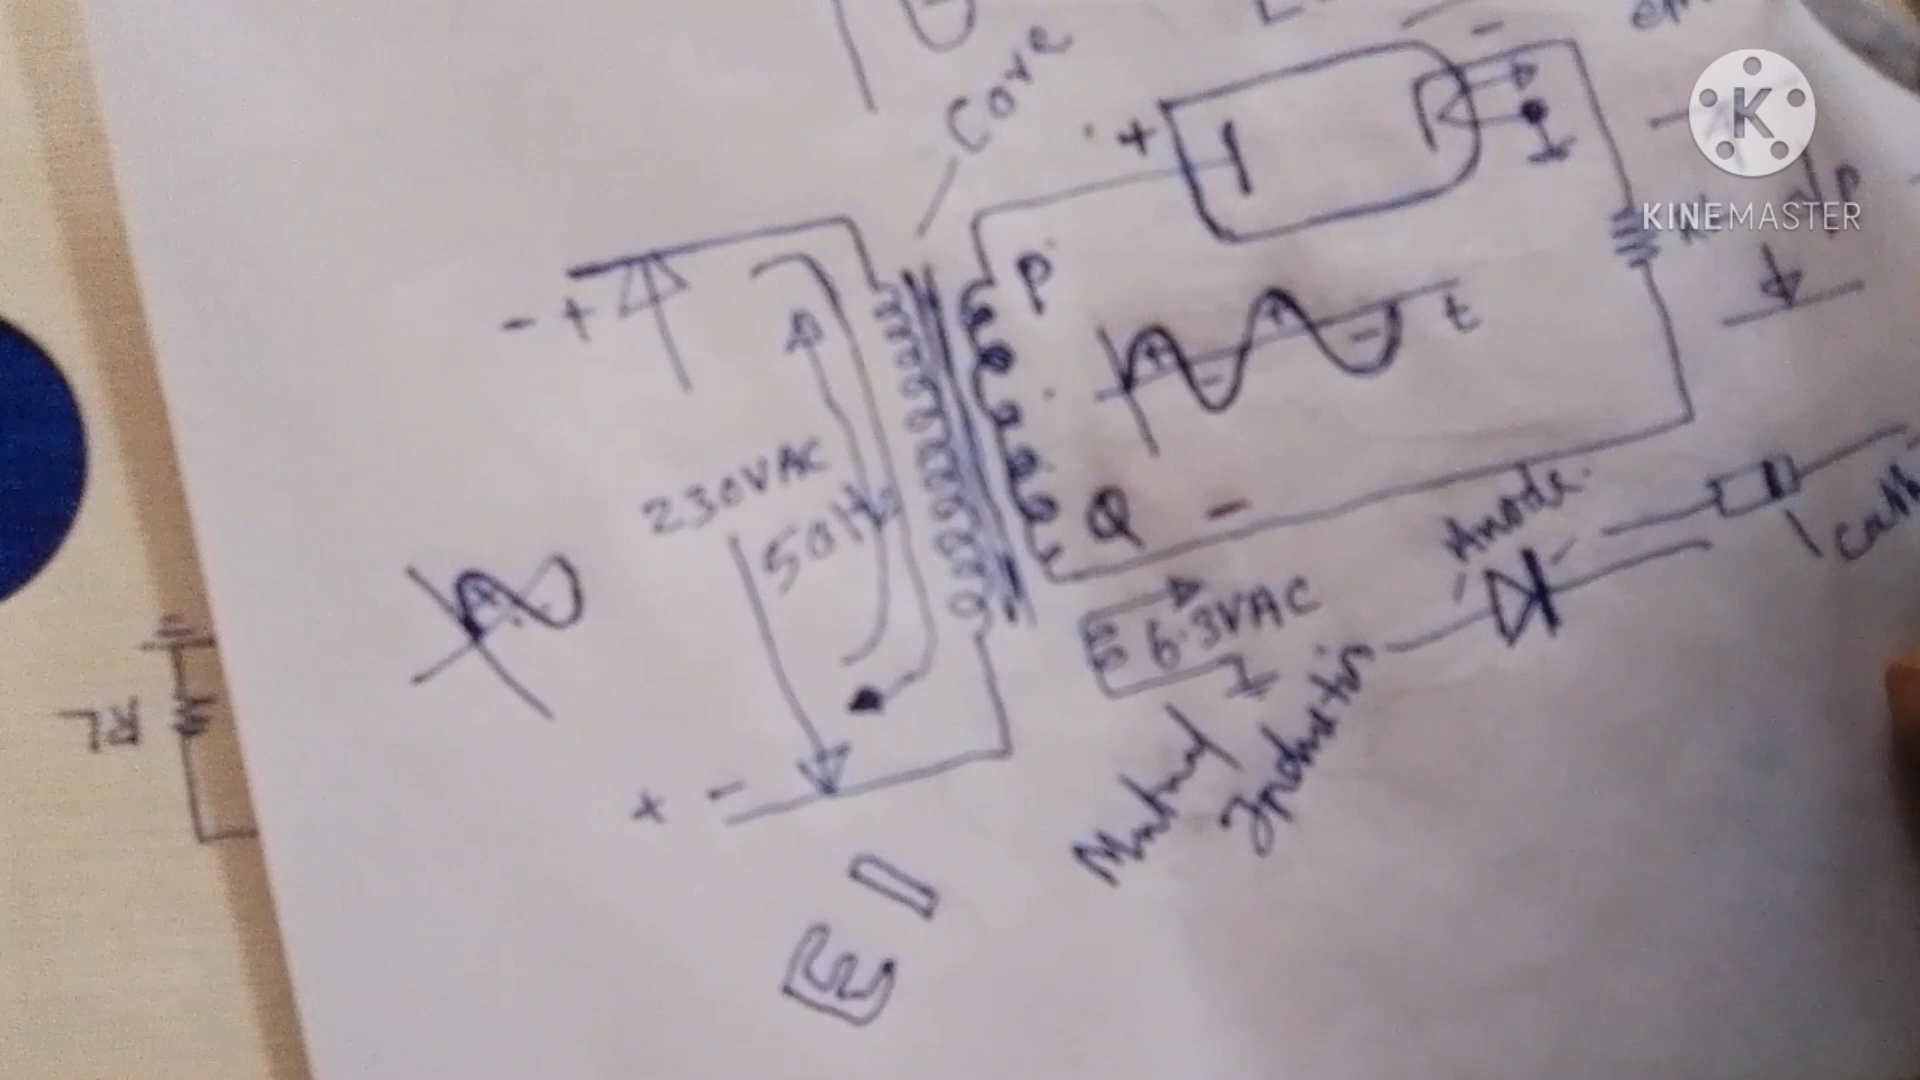 Core
+
-
K
KINEMASTER
- +
P
t
230VAC
50Hz
Q
-
Anode
6.3VAC
Mutual
Induction
RL
+ -
E I